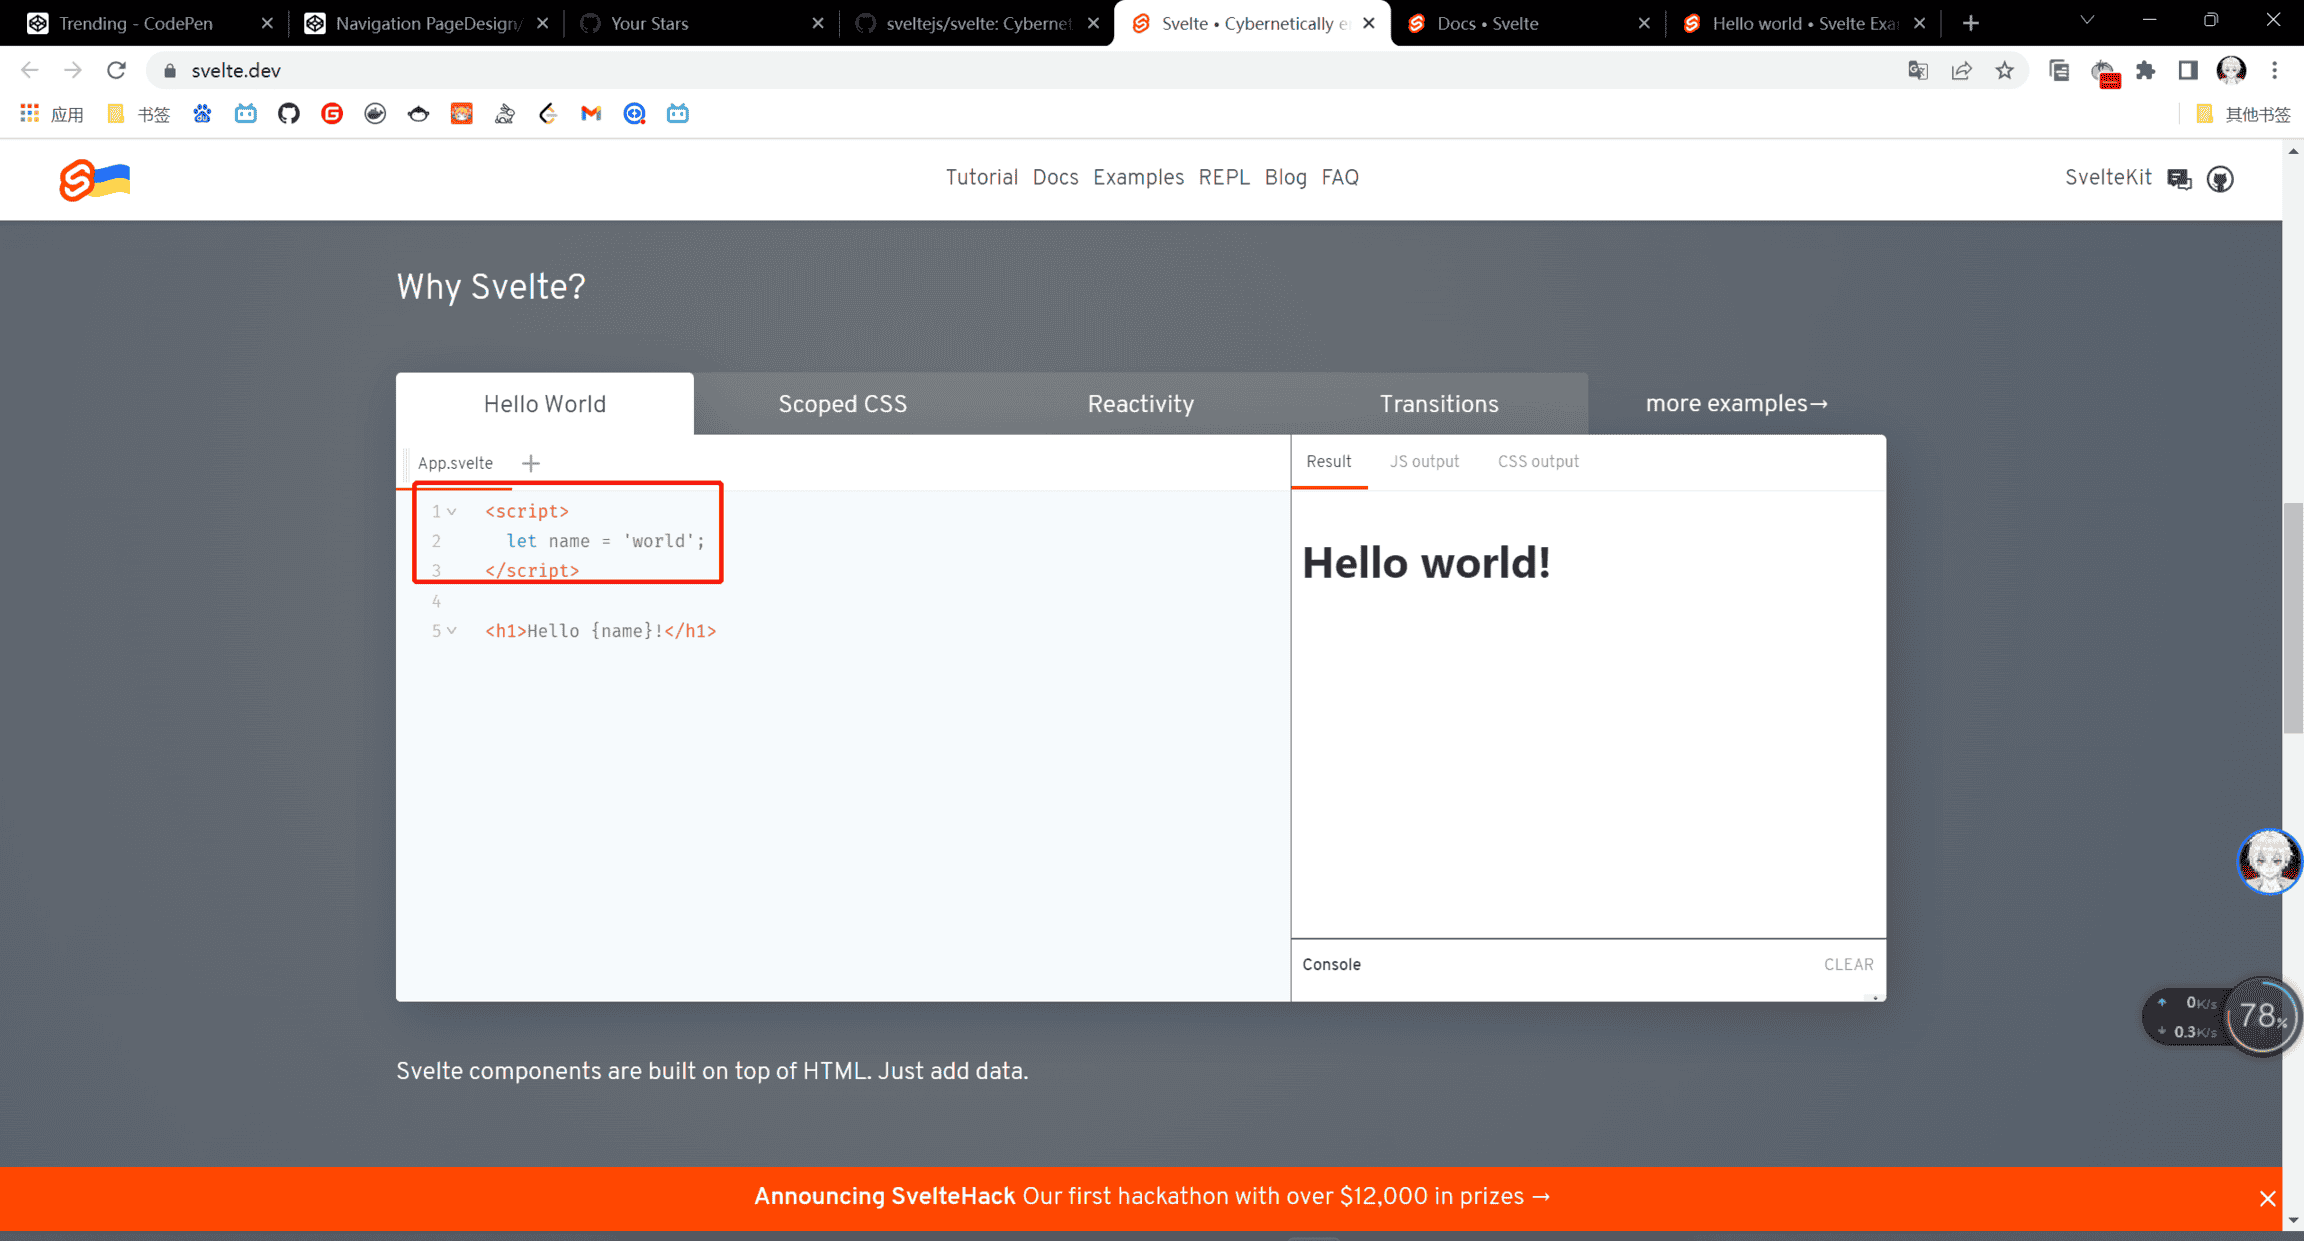 Trending - CodePen
Navigation PageDesign/
Your Stars
sveltejs/svelte: Cybernet
Svelte • Cybernetically e
Docs • Svelte
Hello world • Svelte Exa
svelte.dev
应用
书签
其他书签
Tutorial Docs Examples REPL Blog FAQ
SvelteKit
Why Svelte?
Hello World
Scoped CSS
Reactivity
Transitions
more examples→
App.svelte +
Result
JS output
CSS output
1 <script>
2 let name = 'world';
3 </script>
4
5 <h1>Hello {name}!</h1>
Hello world!
Console
CLEAR
0K/s
0.3K/s
78%
Svelte components are built on top of HTML. Just add data.
Announcing SvelteHack Our first hackathon with over $12,000 in prizes →